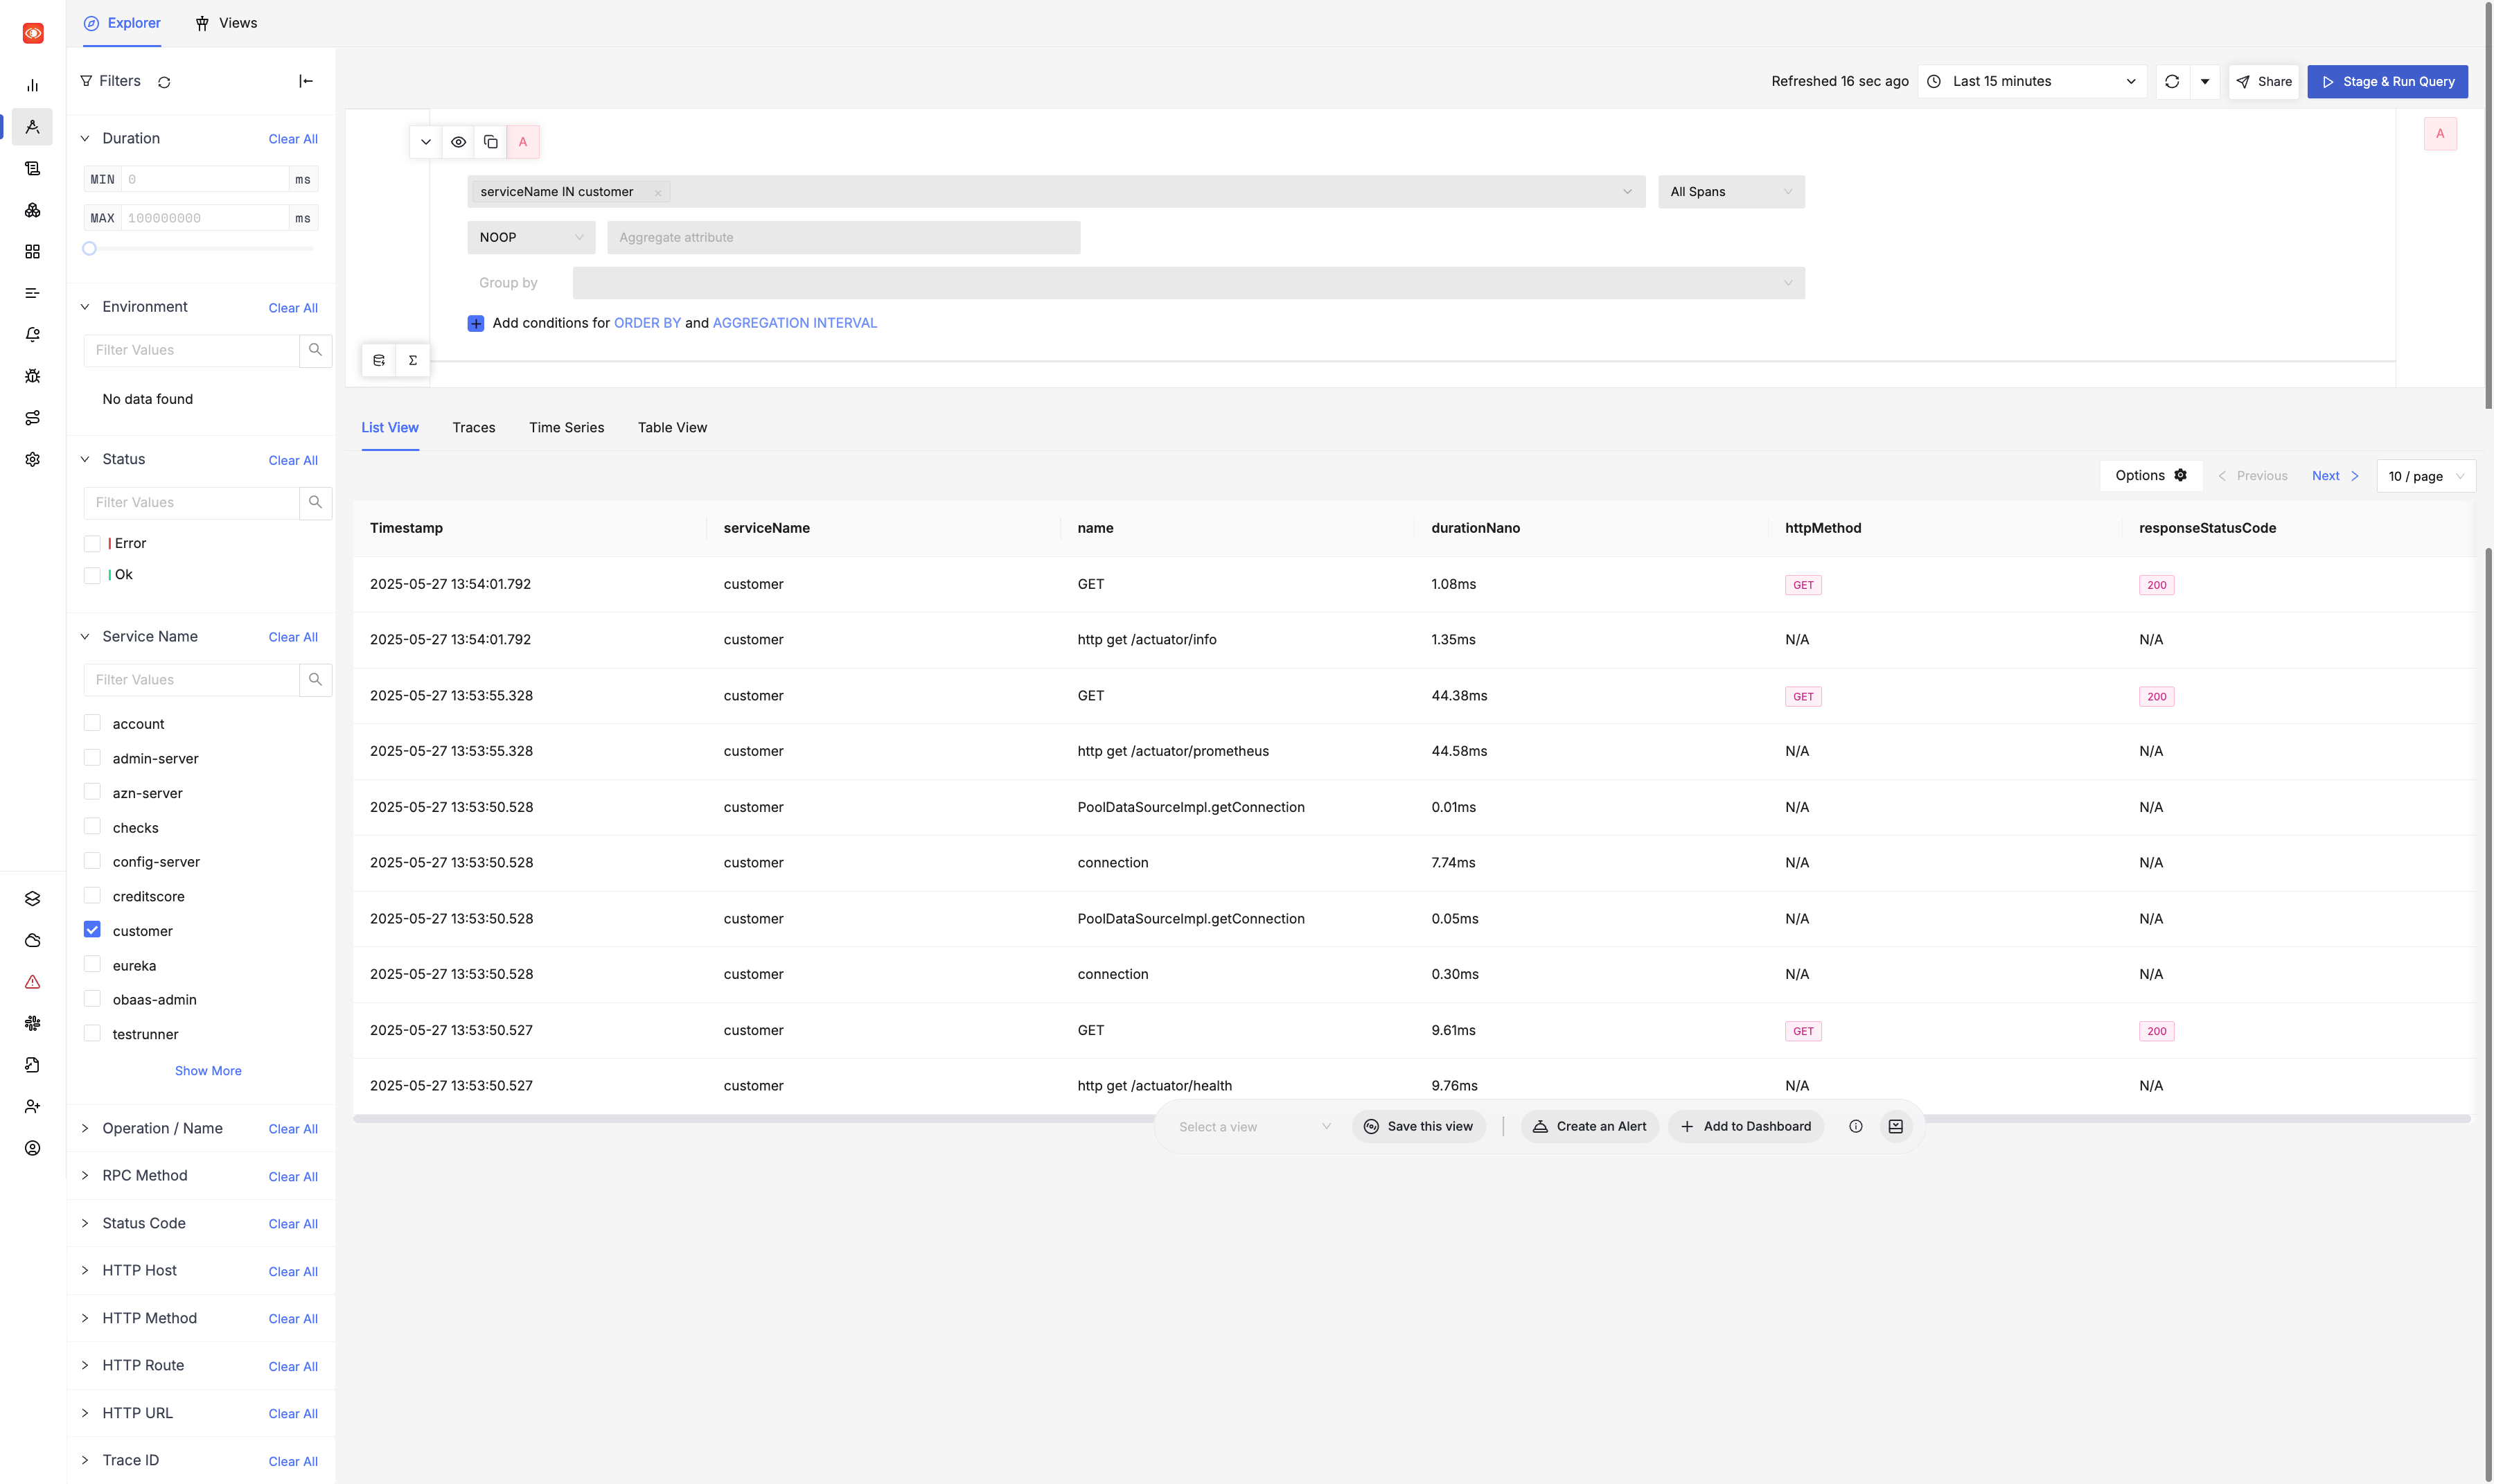 Explorer
Views
Filters
Refreshed 16 sec ago
Last 15 minutes
Share
Stage & Run Query
Duration
Clear All
MIN 0 ms
MAX 100000000 ms
Environment
Clear All
Filter Values
No data found
Status
Clear All
Filter Values
Error
Ok
Service Name
Clear All
Filter Values
account
admin-server
azn-server
checks
config-server
creditscore
customer
eureka
obaas-admin
testrunner
Show More
Operation / Name
Clear All
RPC Method
Clear All
Status Code
Clear All
HTTP Host
Clear All
HTTP Method
Clear All
HTTP Route
Clear All
HTTP URL
Clear All
Trace ID
Clear All
A
A
serviceName IN customer
All Spans
NOOP
Aggregate attribute
Group by
Add conditions for ORDER BY and AGGREGATION INTERVAL
Σ
List View
Traces
Time Series
Table View
Options
Previous
Next
10 / page
Timestamp serviceName name durationNano httpMethod responseStatusCode
2025-05-27 13:54:01.792 customer GET 1.08ms GET 200
2025-05-27 13:54:01.792 customer http get /actuator/info 1.35ms N/A N/A
2025-05-27 13:53:55.328 customer GET 44.38ms GET 200
2025-05-27 13:53:55.328 customer http get /actuator/prometheus 44.58ms N/A N/A
2025-05-27 13:53:50.528 customer PoolDataSourceImpl.getConnection 0.01ms N/A N/A
2025-05-27 13:53:50.528 customer connection 7.74ms N/A N/A
2025-05-27 13:53:50.528 customer PoolDataSourceImpl.getConnection 0.05ms N/A N/A
2025-05-27 13:53:50.528 customer connection 0.30ms N/A N/A
2025-05-27 13:53:50.527 customer GET 9.61ms GET 200
2025-05-27 13:53:50.527 customer http get /actuator/health 9.76ms N/A N/A
Select a view
Save this view
Create an Alert
Add to Dashboard